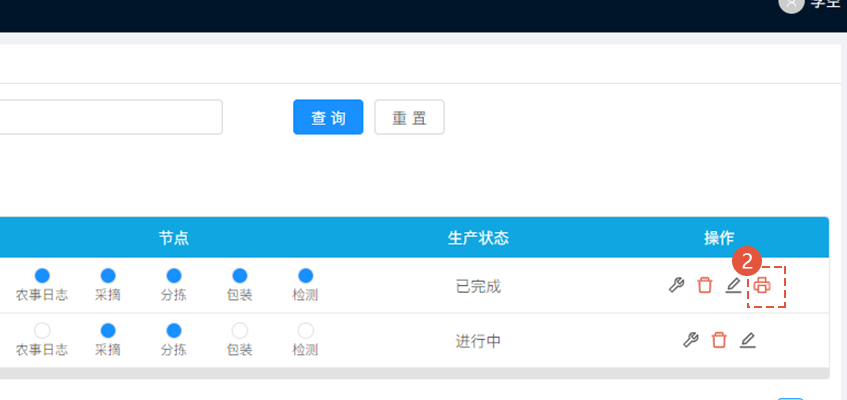 查 询 重 置
节点 生产状态 操作
2
农事日志 采摘 分拣 包装 检测 已完成
农事日志 采摘 分拣 包装 检测 进行中